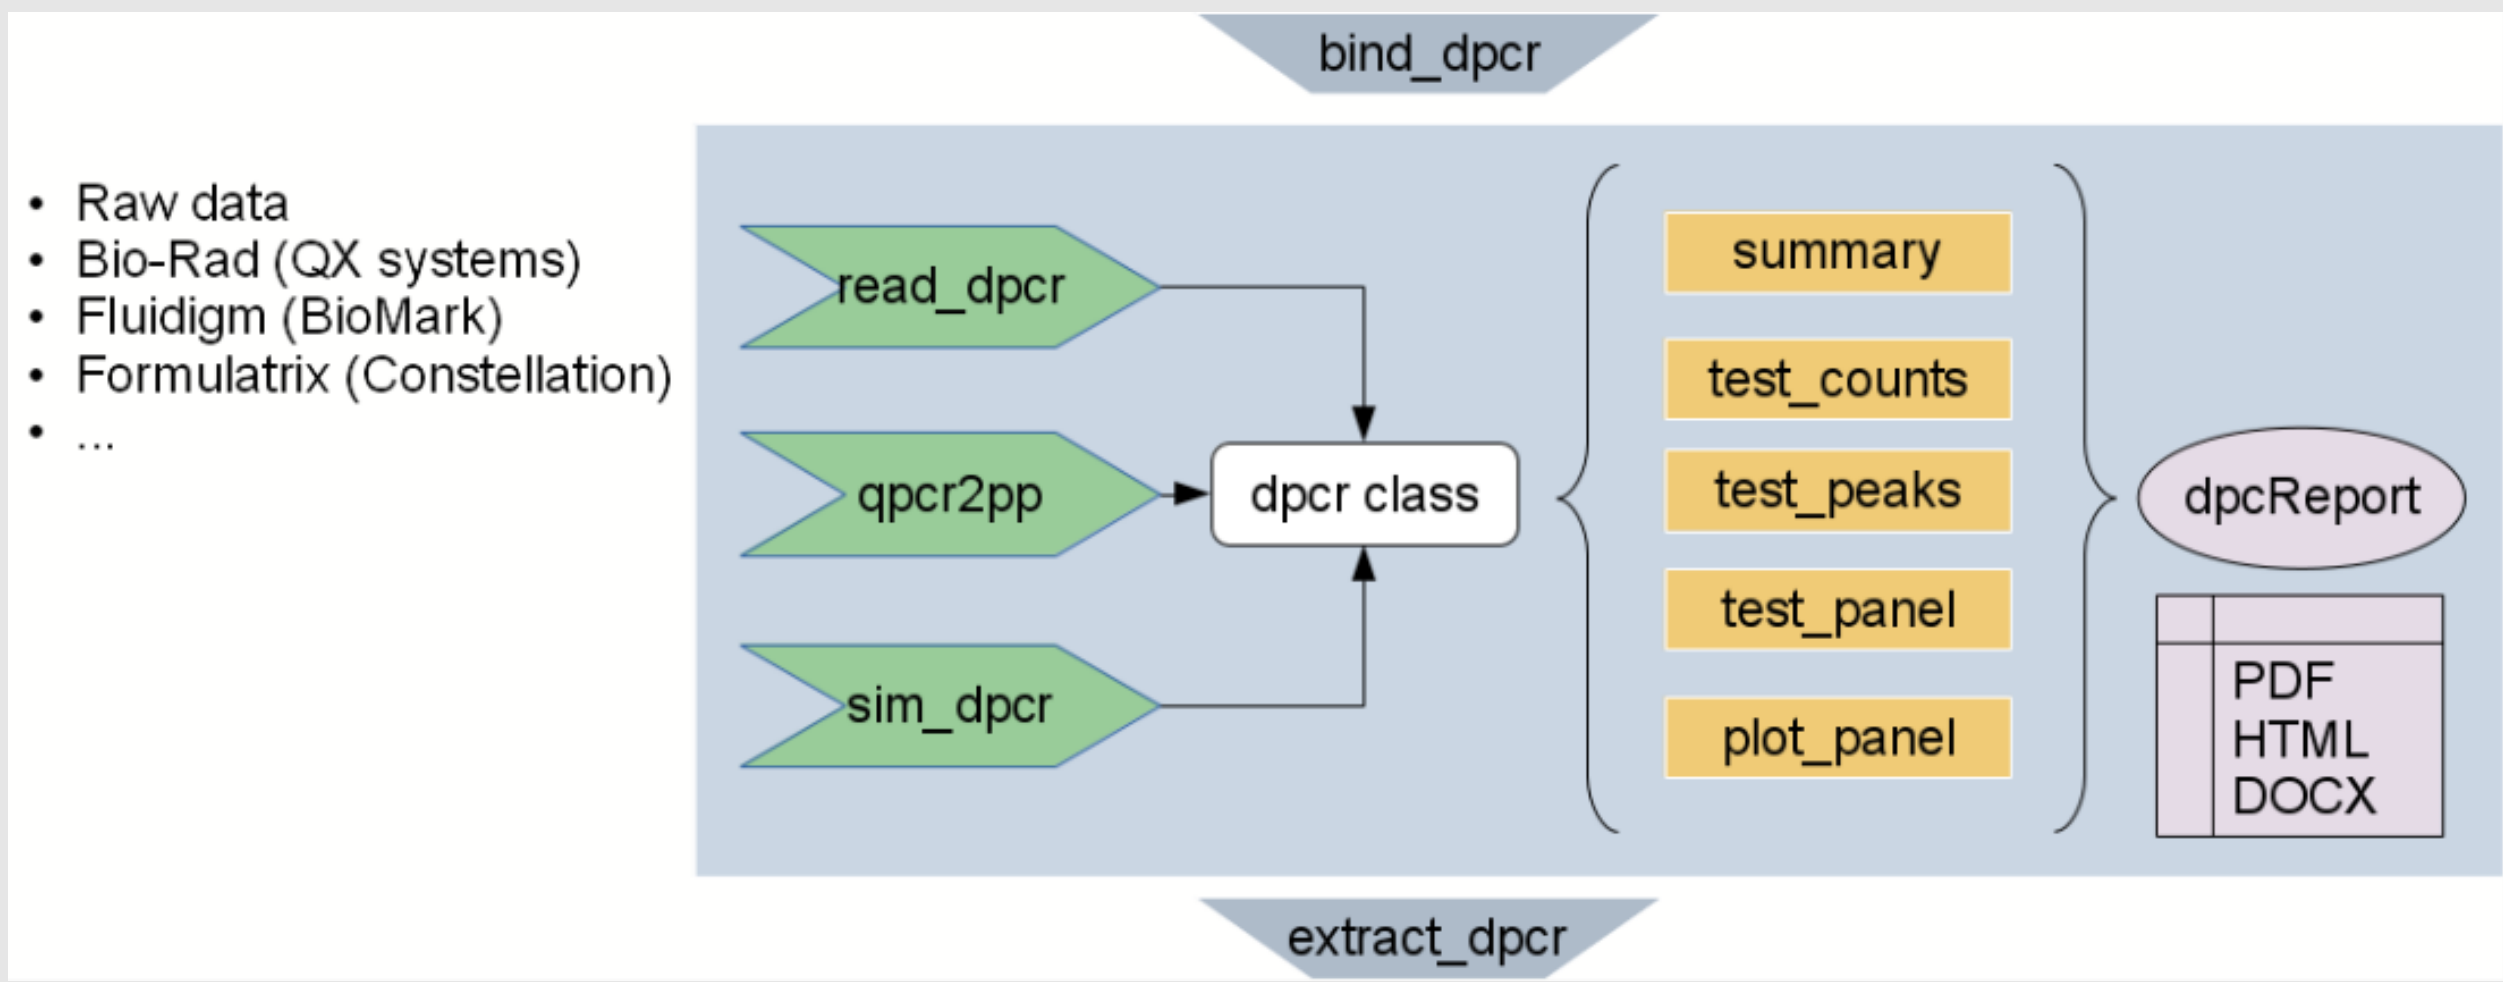 bind_dpcr
• Raw data
• Bio-Rad (QX systems)
• Fluidigm (BioMark)
• Formulatrix (Constellation)
• ...
read_dpcr
qpcr2pp
sim_dpcr
dpcr class
summary
test_counts
test_peaks
test_panel
plot_panel
dpcReport
PDF
HTML
DOCX
extract_dpcr